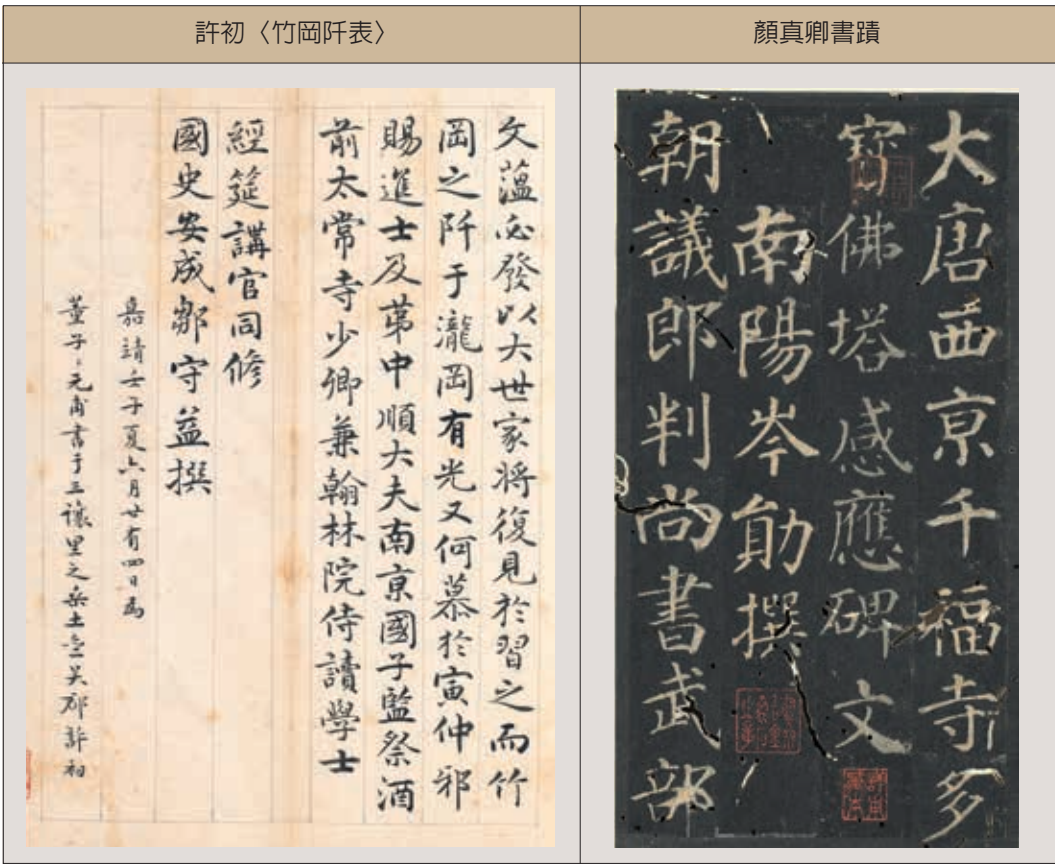 許初〈竹岡阡表〉
顏真卿書蹟
文蘊必發以大世家將復見於習之而竹
岡之阡于瀧岡有光又何慕於寅仲邪
賜進士及第中順大夫南京國子監祭酒
前太常寺少卿兼翰林院侍讀學士
經筵講官同修
國史安成鄒守益撰
嘉靖壬子夏六月廿有四日為
董子〻元甫書于三讓里之 土 吳郡許初
大唐西京千福寺多
寶佛塔感應碑文
南陽岑勛撰
朝議郎判尚書武部